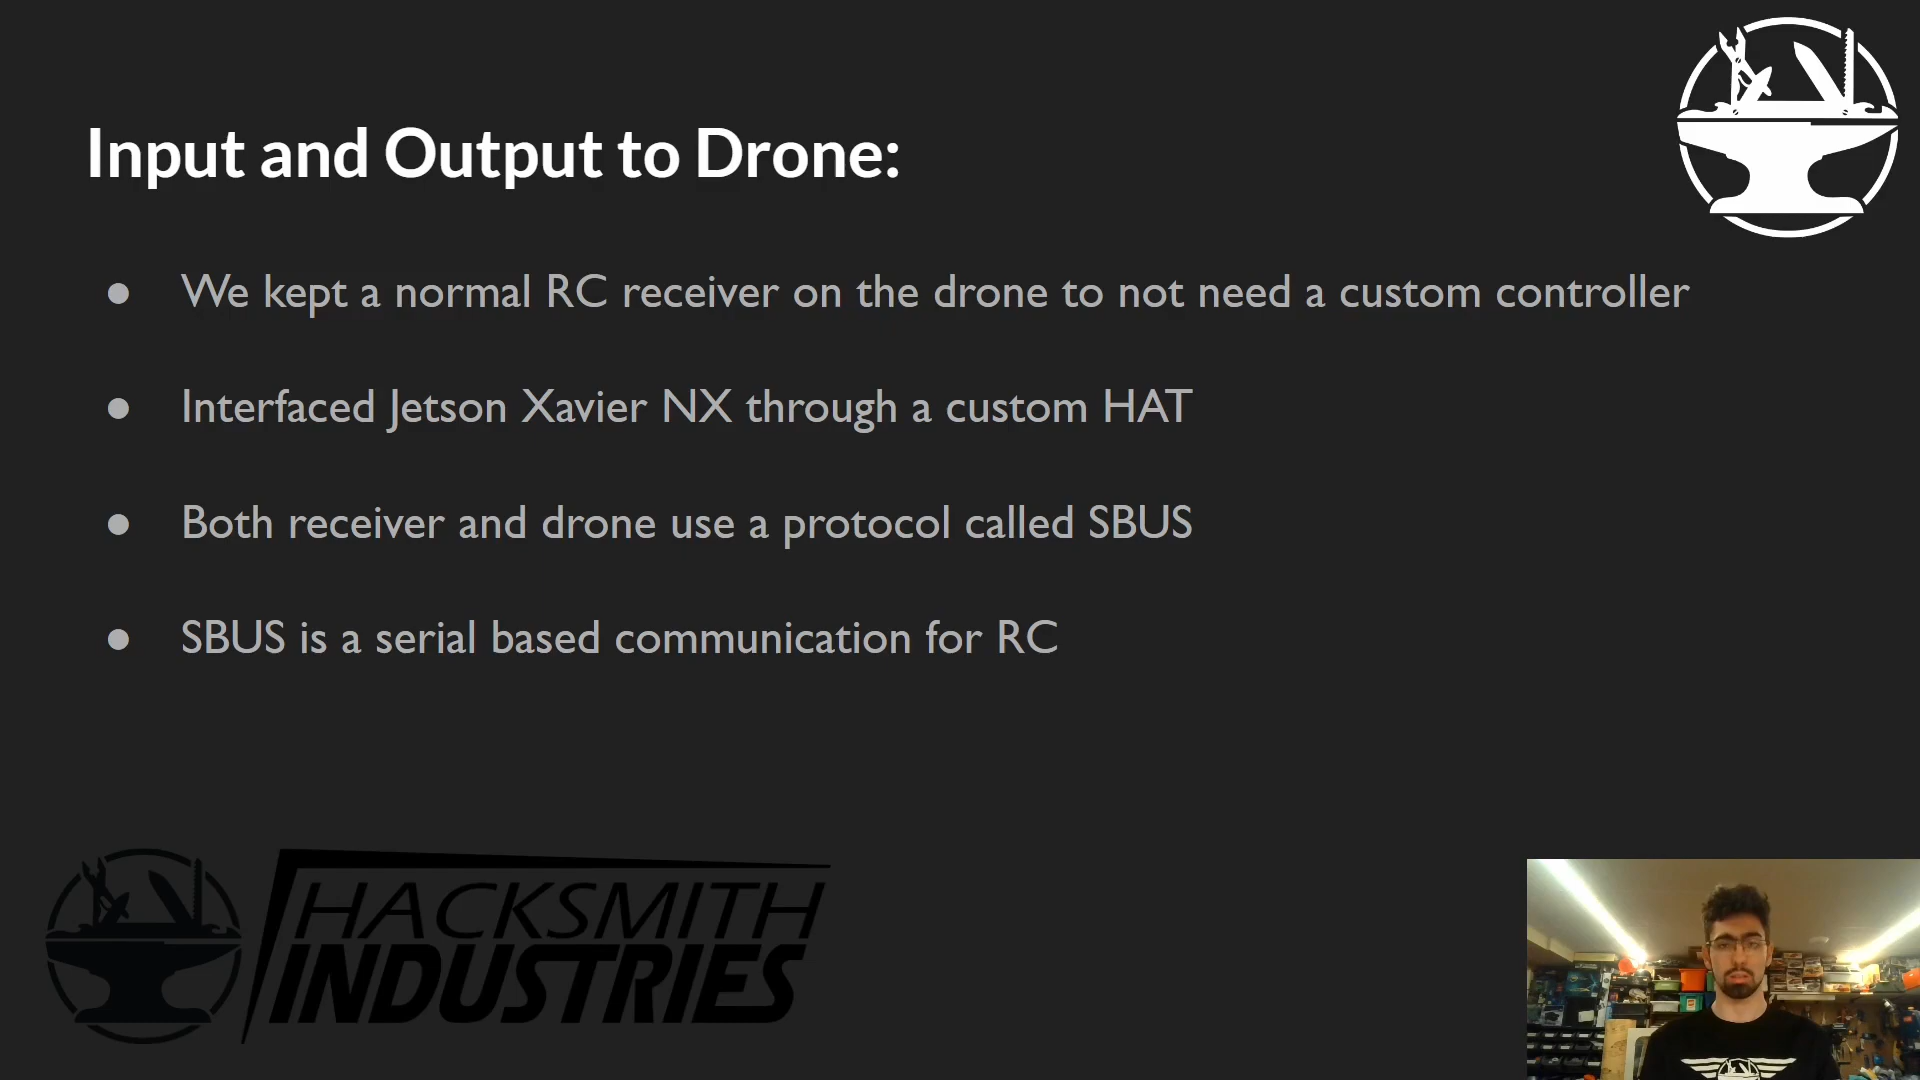 Input and Output to Drone:
● We kept a normal RC receiver on the drone to not need a custom controller
● Interfaced Jetson Xavier NX through a custom HAT
● Both receiver and drone use a protocol called SBUS
● SBUS is a serial based communication for RC
HACKSMITH
INDUSTRIES